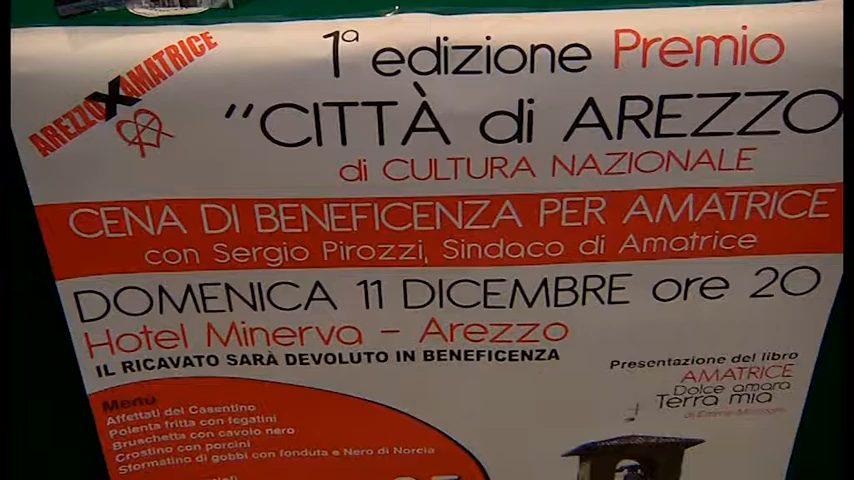 AREZZO X AMATRICE
1ª edizione Premio
"CITTÀ di AREZZO
di CULTURA NAZIONALE
CENA DI BENEFICENZA PER AMATRICE
con Sergio Pirozzi, Sindaco di Amatrice
DOMENICA 11 DICEMBRE ore 20
Hotel Minerva - Arezzo
IL RICAVATO SARÀ DEVOLUTO IN BENEFICENZA
Presentazione del libro
AMATRICE
Dolce amara
Terra mia
Menù
Affettati del Casentino
Polenta fritta con fegatini
Bruschetta con cavolo nero
Crostino con porcini
Sformatino di gobbi con fonduta e Nero di Norcia